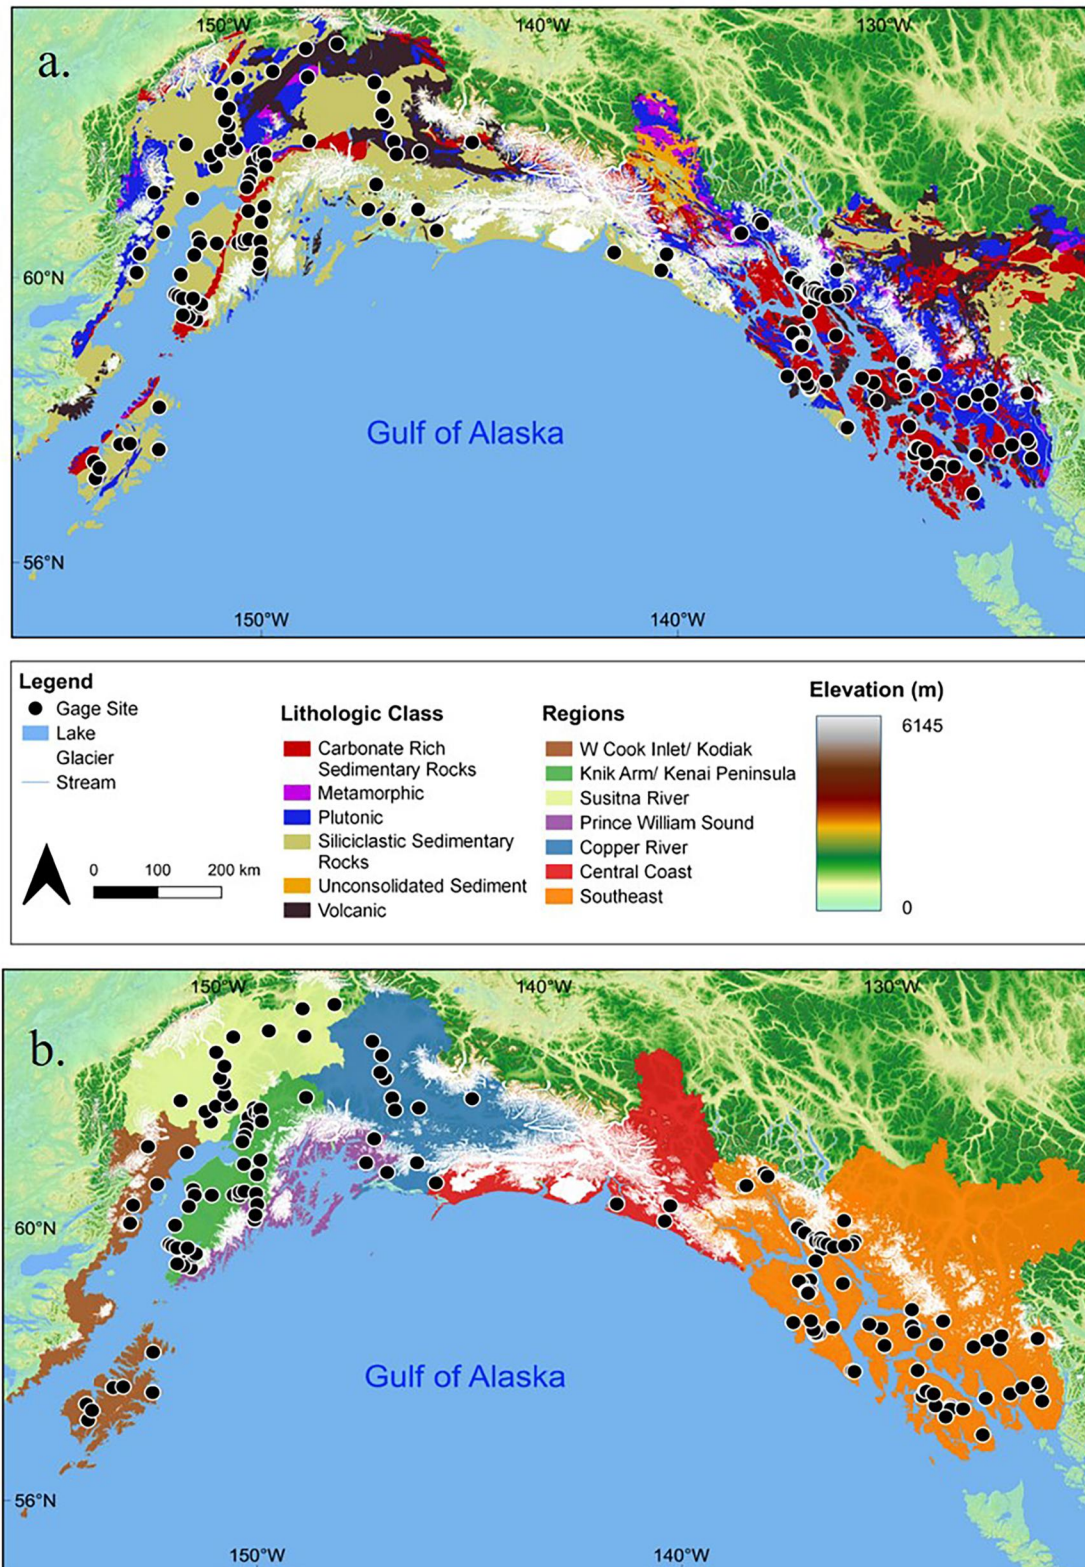 a.
150°W
140°W
130°W
60°N
Gulf of Alaska
56°N
150°W
140°W
Legend
Gage Site
Lake
Glacier
Stream
0 100 200 km
Lithologic Class
Carbonate Rich
Sedimentary Rocks
Metamorphic
Plutonic
Siliciclastic Sedimentary
Rocks
Unconsolidated Sediment
Volcanic
Regions
W Cook Inlet/ Kodiak
Knik Arm/ Kenai Peninsula
Susitna River
Prince William Sound
Copper River
Central Coast
Southeast
Elevation (m)
6145
0
150°W
140°W
130°W
b.
60°N
Gulf of Alaska
56°N
150°W
140°W